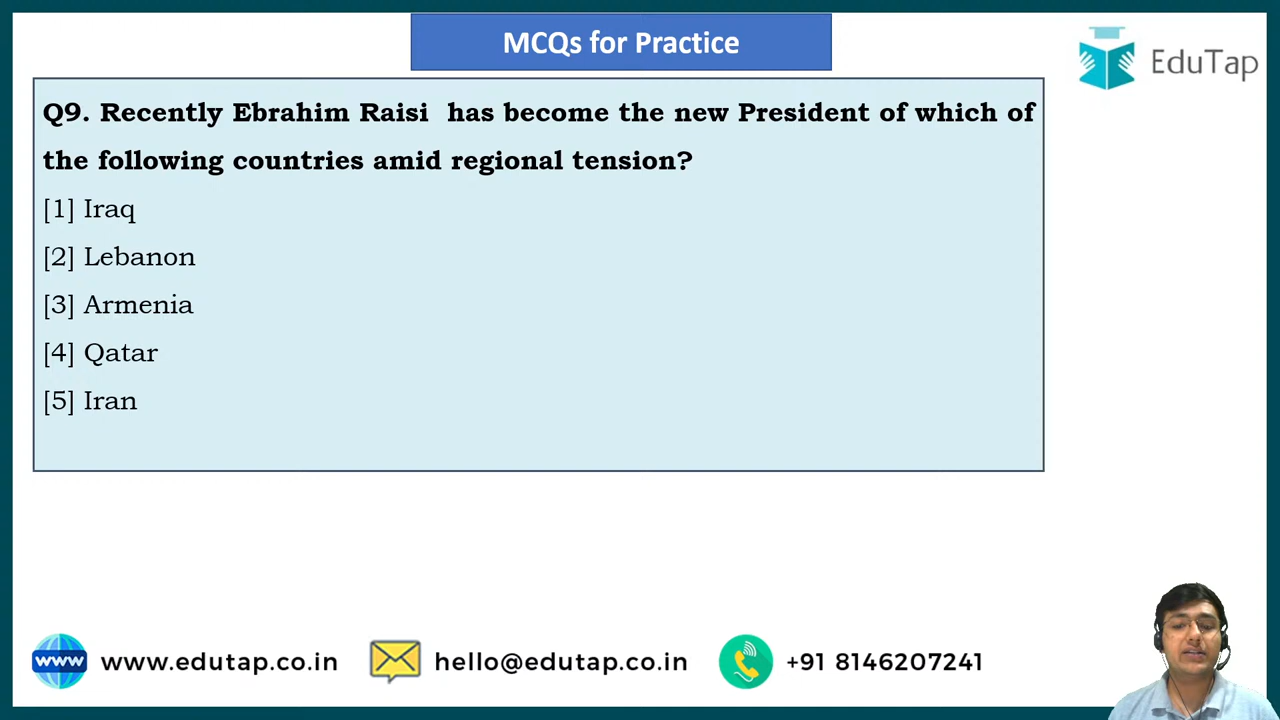 MCQs for Practice
EduTap
Q9. Recently Ebrahim Raisi has become the new President of which of
the following countries amid regional tension?
[1] Iraq
[2] Lebanon
[3] Armenia
[4] Qatar
[5] Iran
www www.edutap.co.in hello@edutap.co.in +91 8146207241